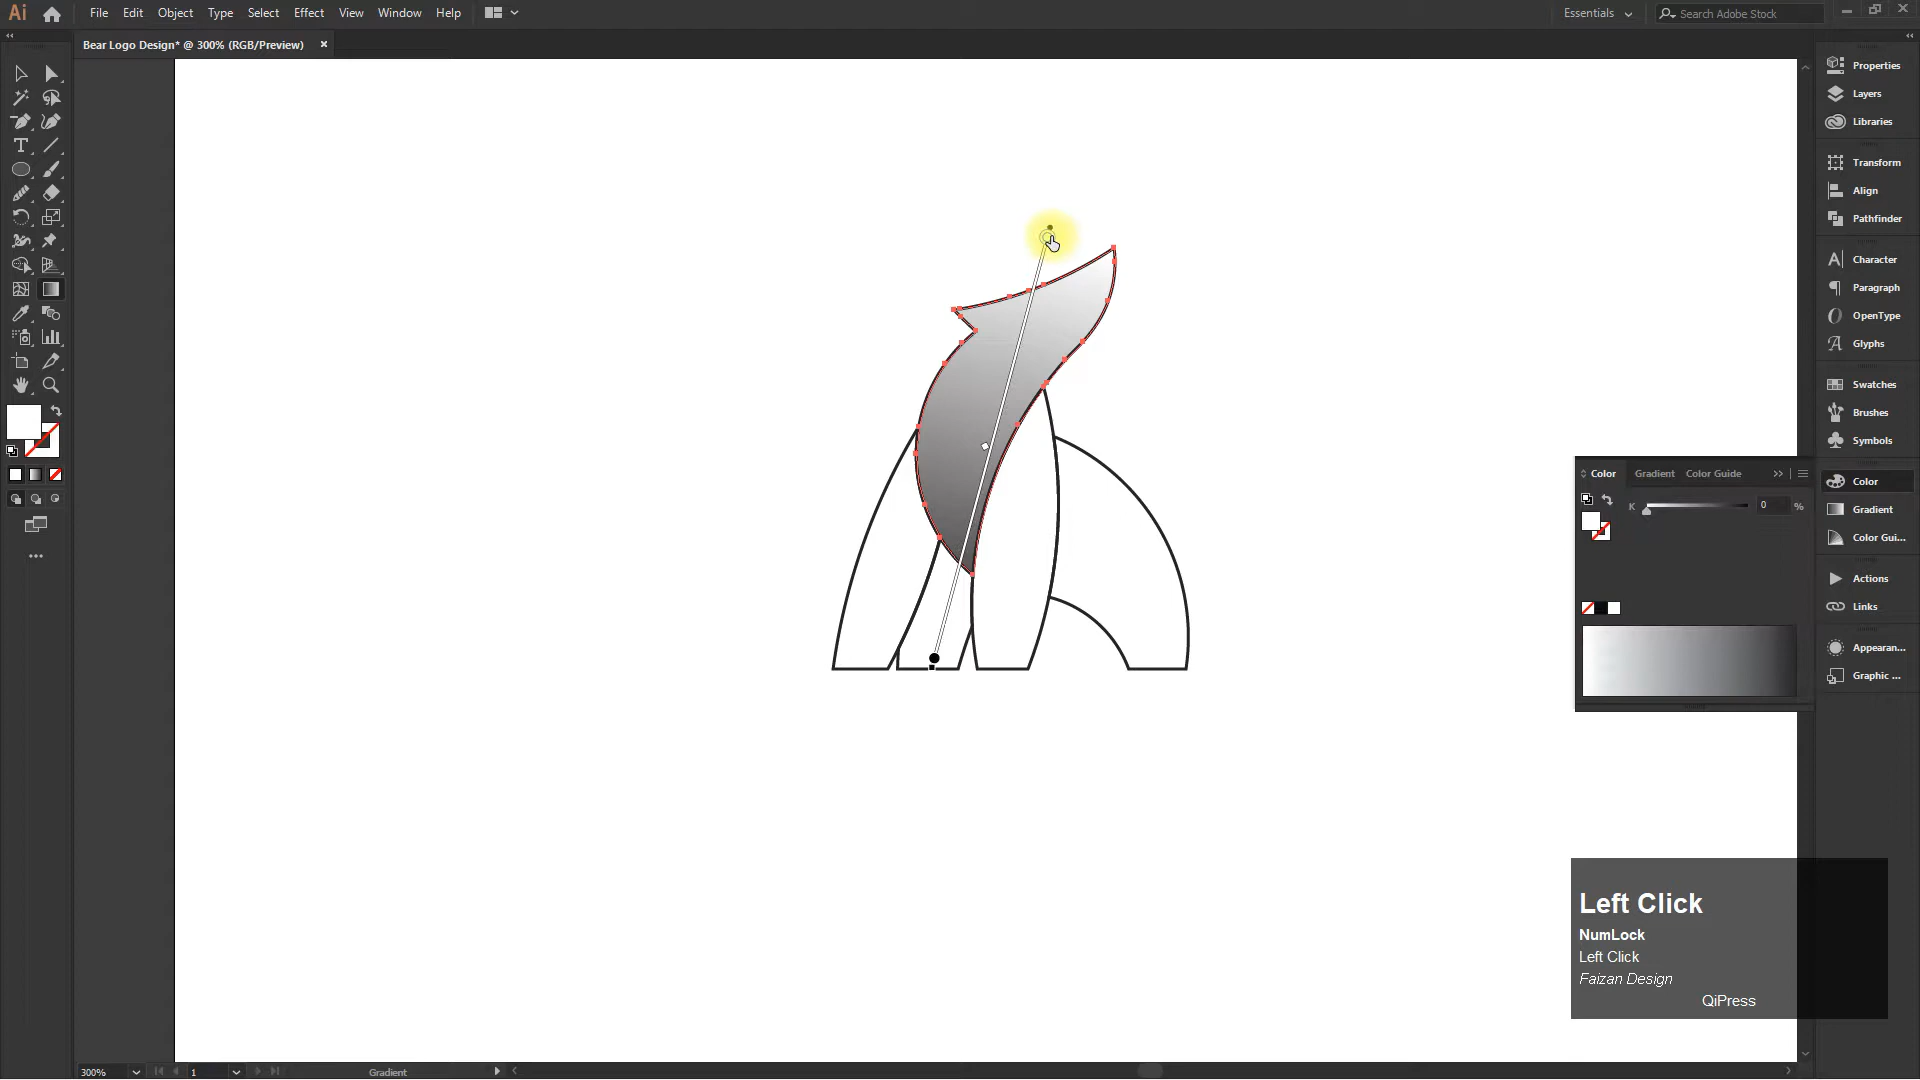 Ai File Edit Object Type Select Effect View Window Help Essentials Search Adobe Stock
Bear Logo Design* @ 300% (RGB/Preview) ×
Properties
Layers
Libraries
Transform
Align
Pathfinder
Character
Paragraph
OpenType
Glyphs
Swatches
Brushes
Symbols
Color
Gradient
Color Gui...
Actions
Links
Appearan...
Graphic ...
Color Gradient Color Guide
K 0 %
Left Click
NumLock
Left Click
Faizan Design
QiPress
300% 1 Gradient